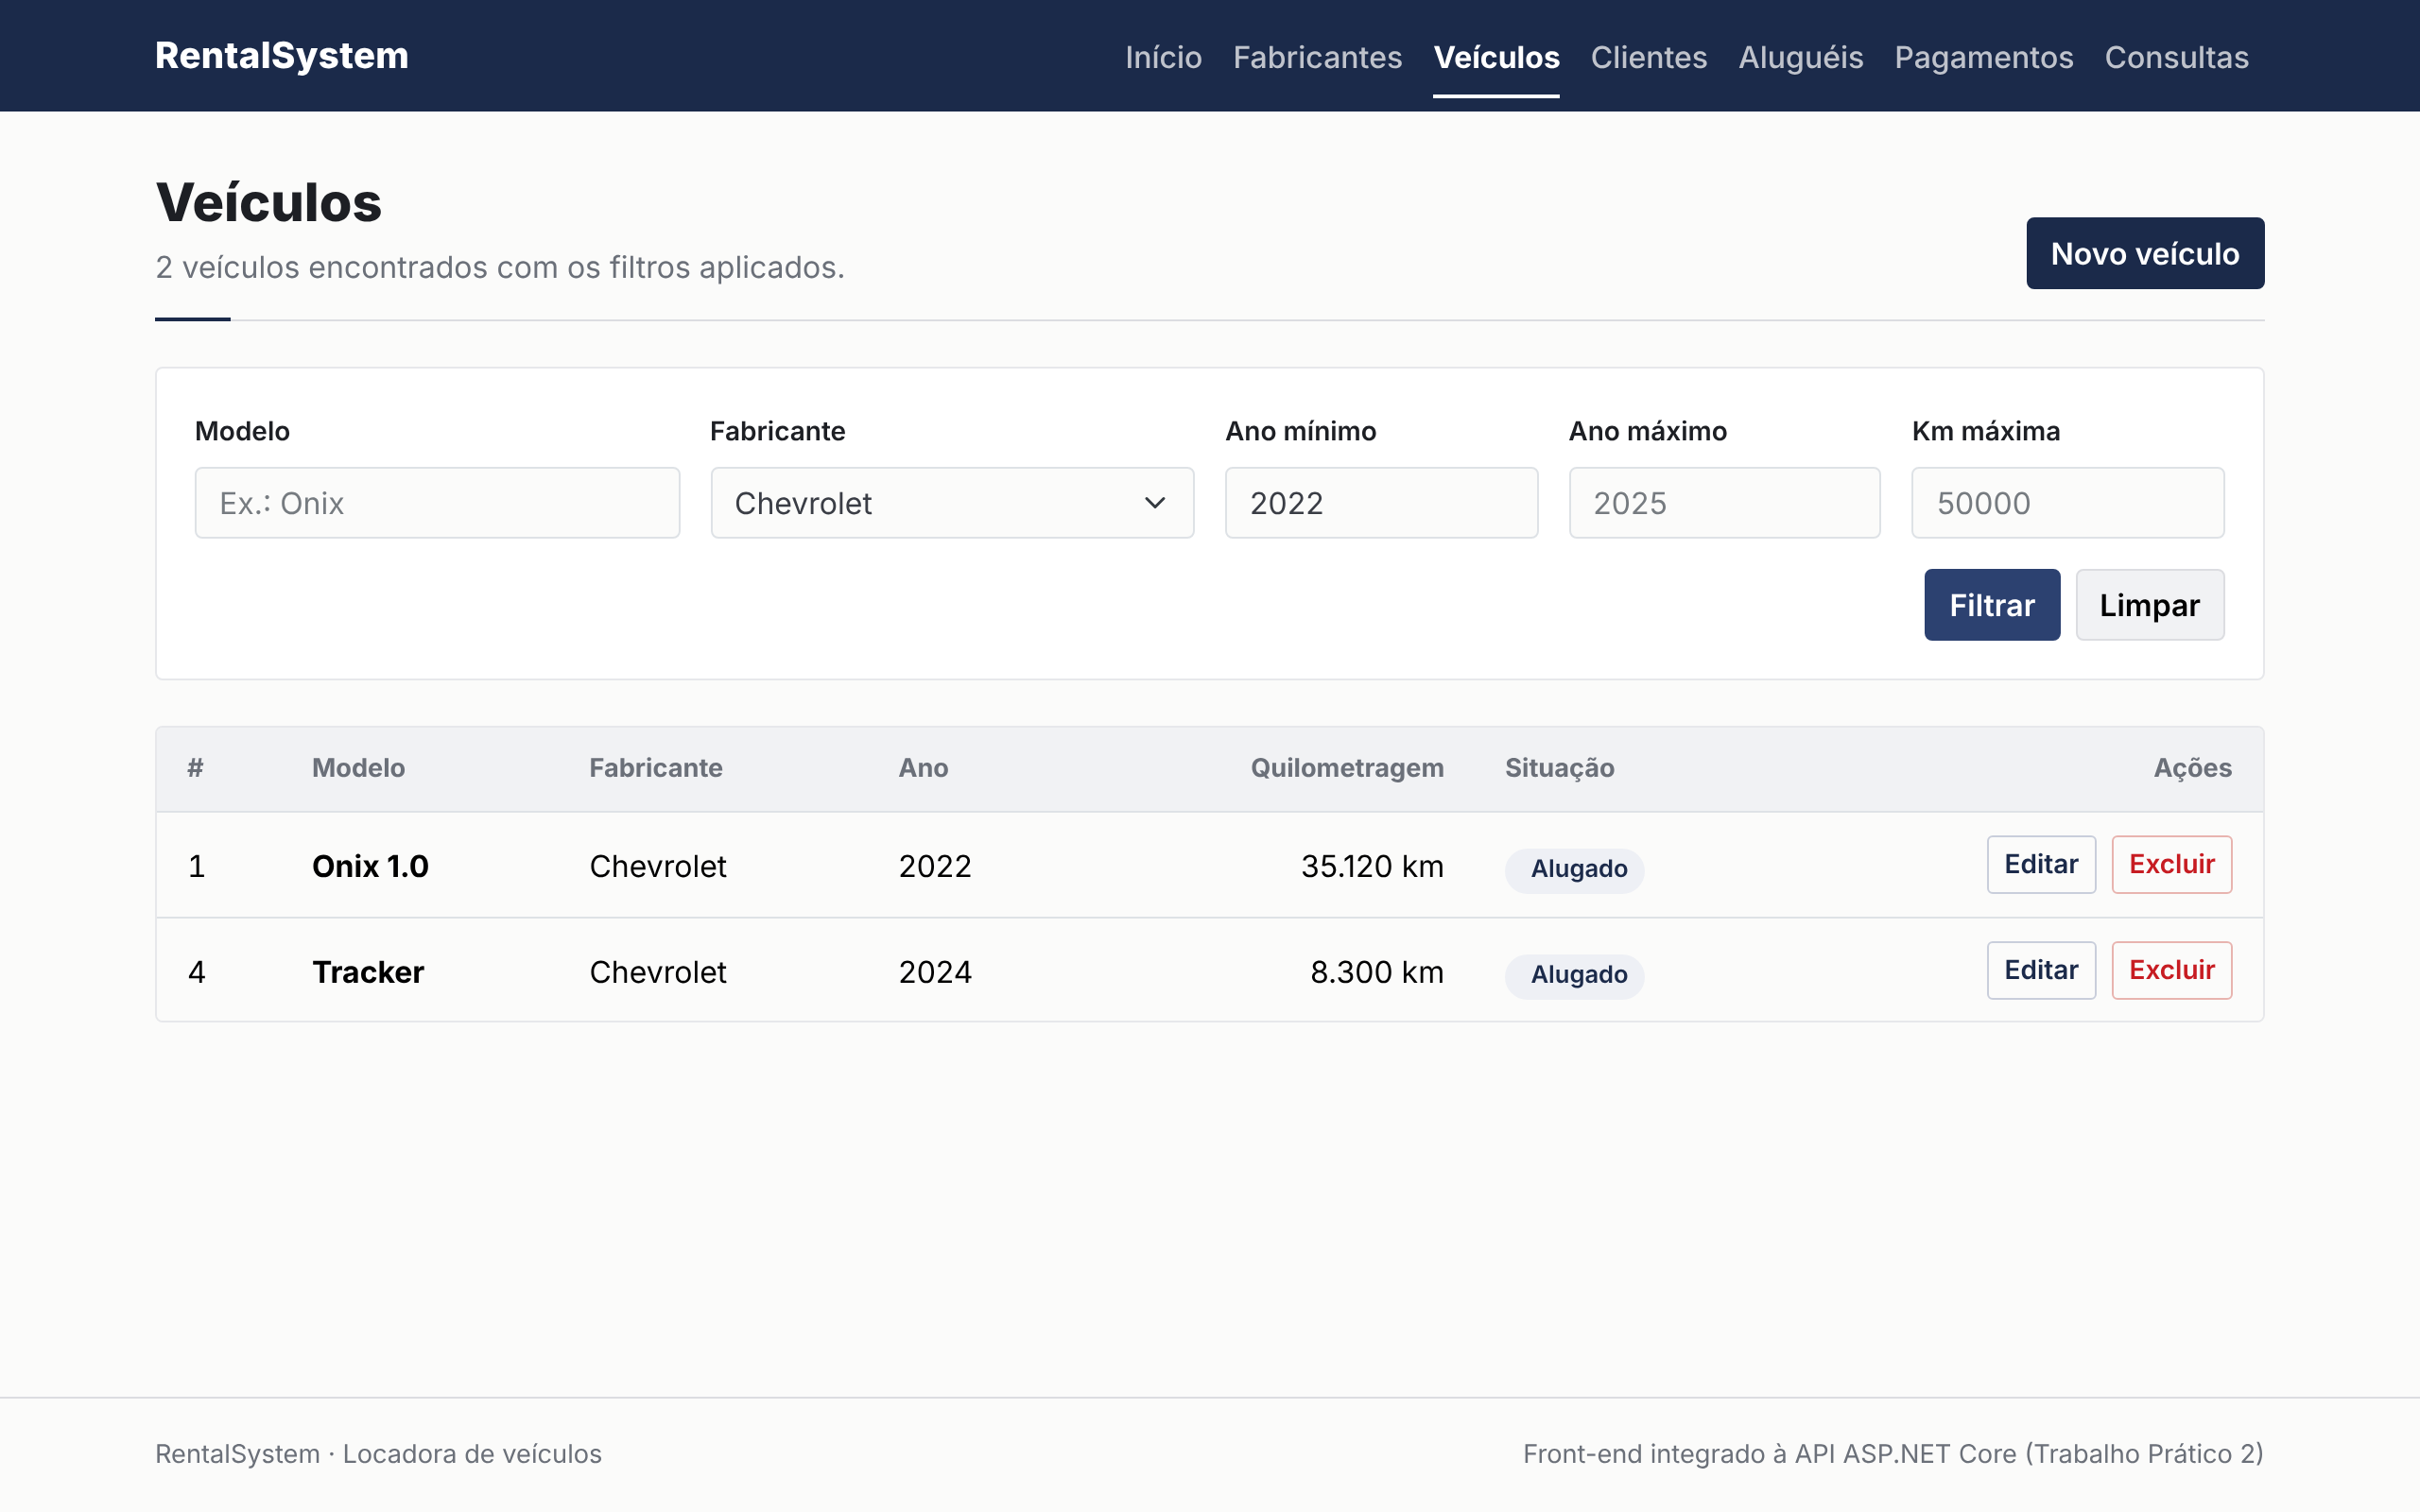 RentalSystem
Início Fabricantes Veículos Clientes Aluguéis Pagamentos Consultas
Veículos
2 veículos encontrados com os filtros aplicados.
Novo veículo
Modelo Fabricante Ano mínimo Ano máximo Km máxima
Ex.: Onix Chevrolet 2022 2025 50000
Filtrar Limpar
# Modelo Fabricante Ano Quilometragem Situação Ações
1 Onix 1.0 Chevrolet 2022 35.120 km Alugado Editar Excluir
4 Tracker Chevrolet 2024 8.300 km Alugado Editar Excluir
RentalSystem · Locadora de veículos
Front-end integrado à API ASP.NET Core (Trabalho Prático 2)